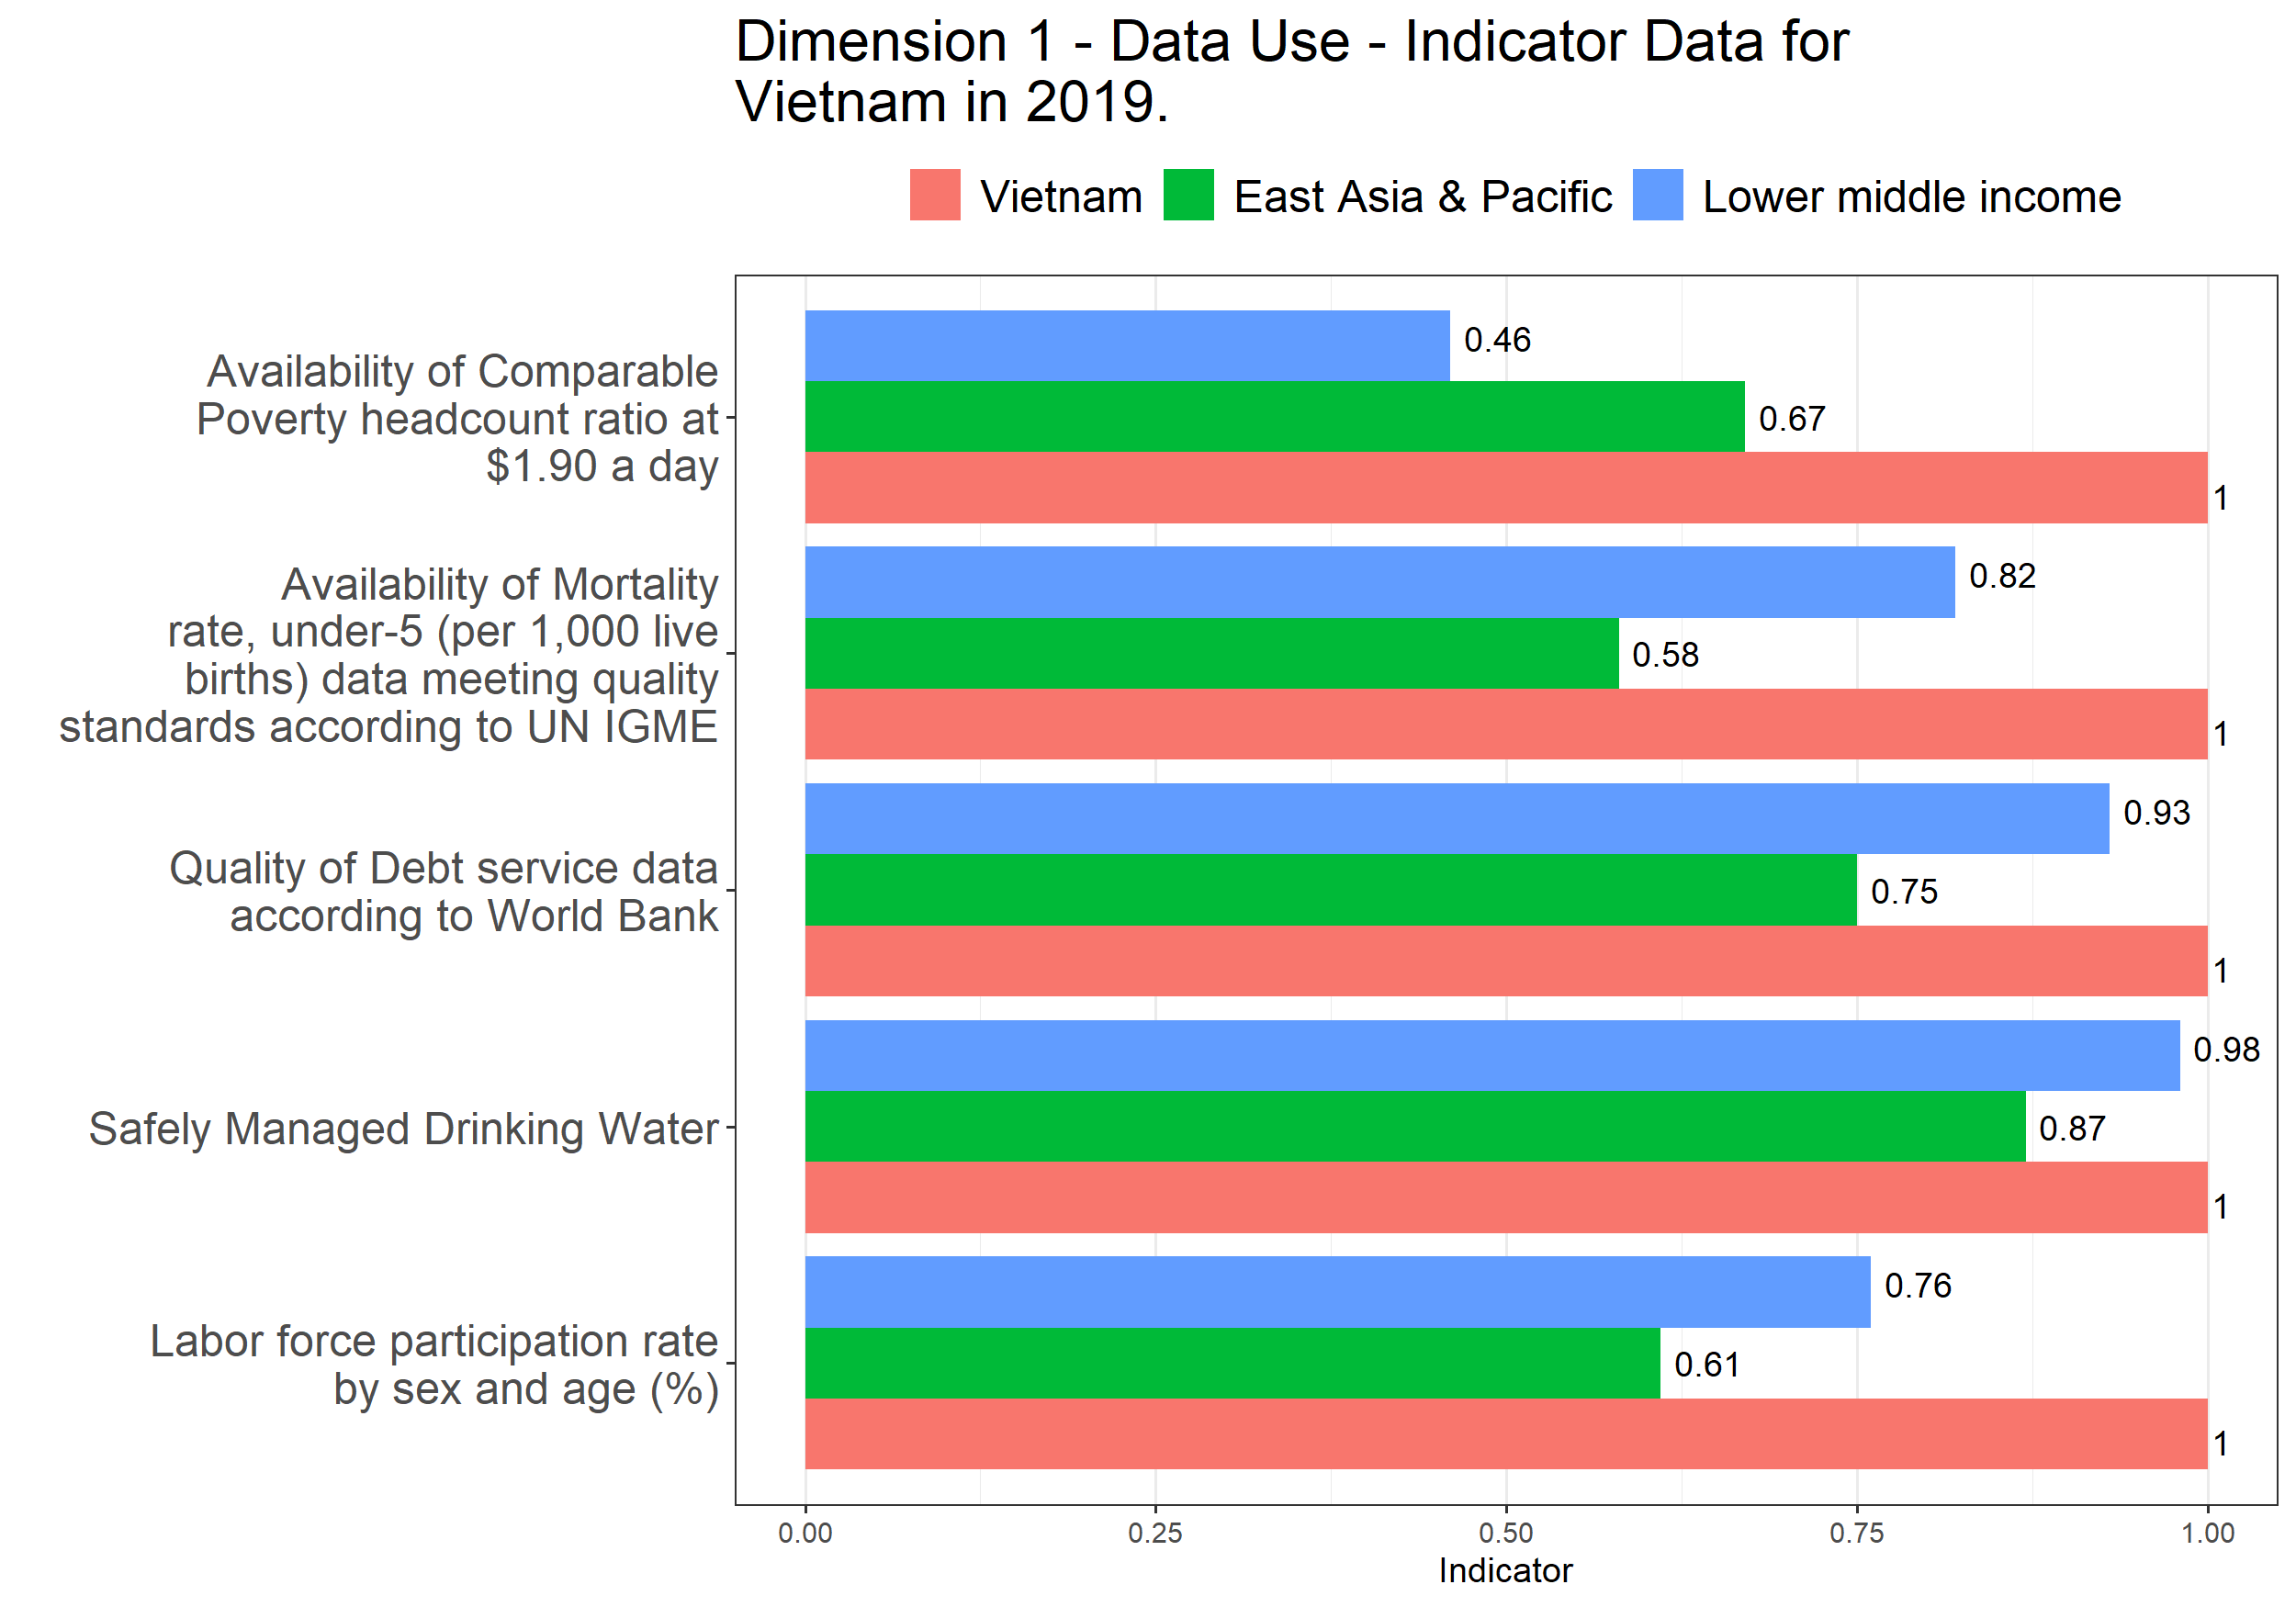 Dimension 1 - Data Use - Indicator Data for
Vietnam in 2019.
Vietnam
East Asia & Pacific
Lower middle income
Availability of Comparable
Poverty headcount ratio at
$1.90 a day
0.46
0.67
1
Availability of Mortality
rate, under-5 (per 1,000 live
births) data meeting quality
standards according to UN IGME
0.82
0.58
1
Quality of Debt service data
according to World Bank
0.93
0.75
1
Safely Managed Drinking Water
0.98
0.87
1
Labor force participation rate
by sex and age (%)
0.76
0.61
1
0.00
0.25
0.50
0.75
1.00
Indicator